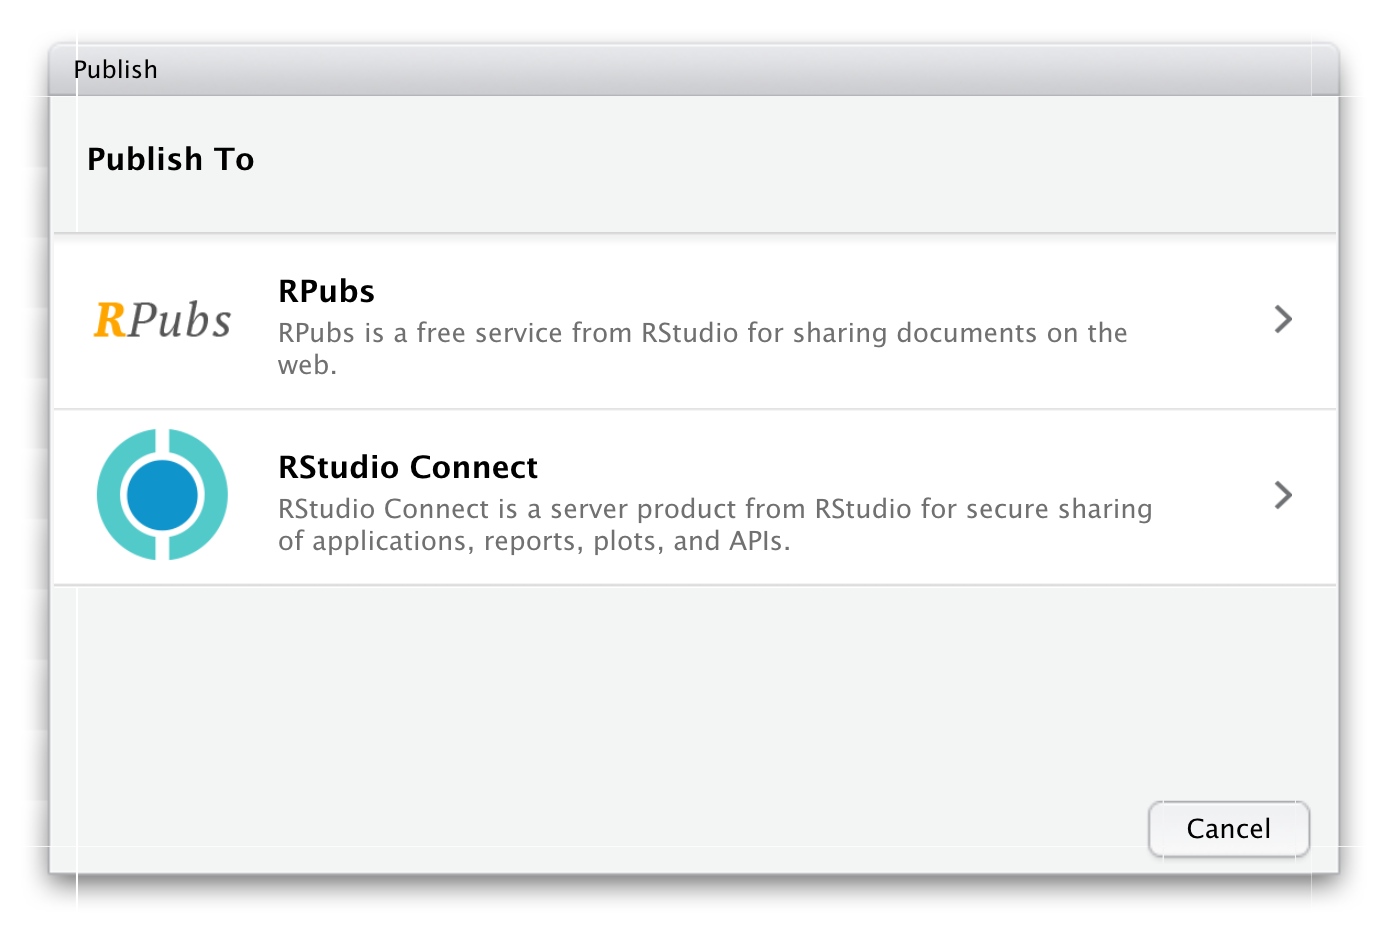 Publish
Publish To
RPubs
RPubs
RPubs is a free service from RStudio for sharing documents on the
web.
RStudio Connect
RStudio Connect is a server product from RStudio for secure sharing
of applications, reports, plots, and APIs.
Cancel